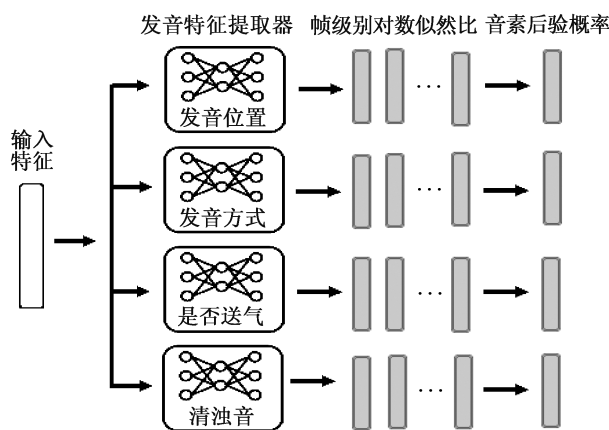 发音特征提取器 帧级别对数似然比 音素后验概率
输入
特征
发音位置
···
发音方式
···
是否送气
···
清浊音
···